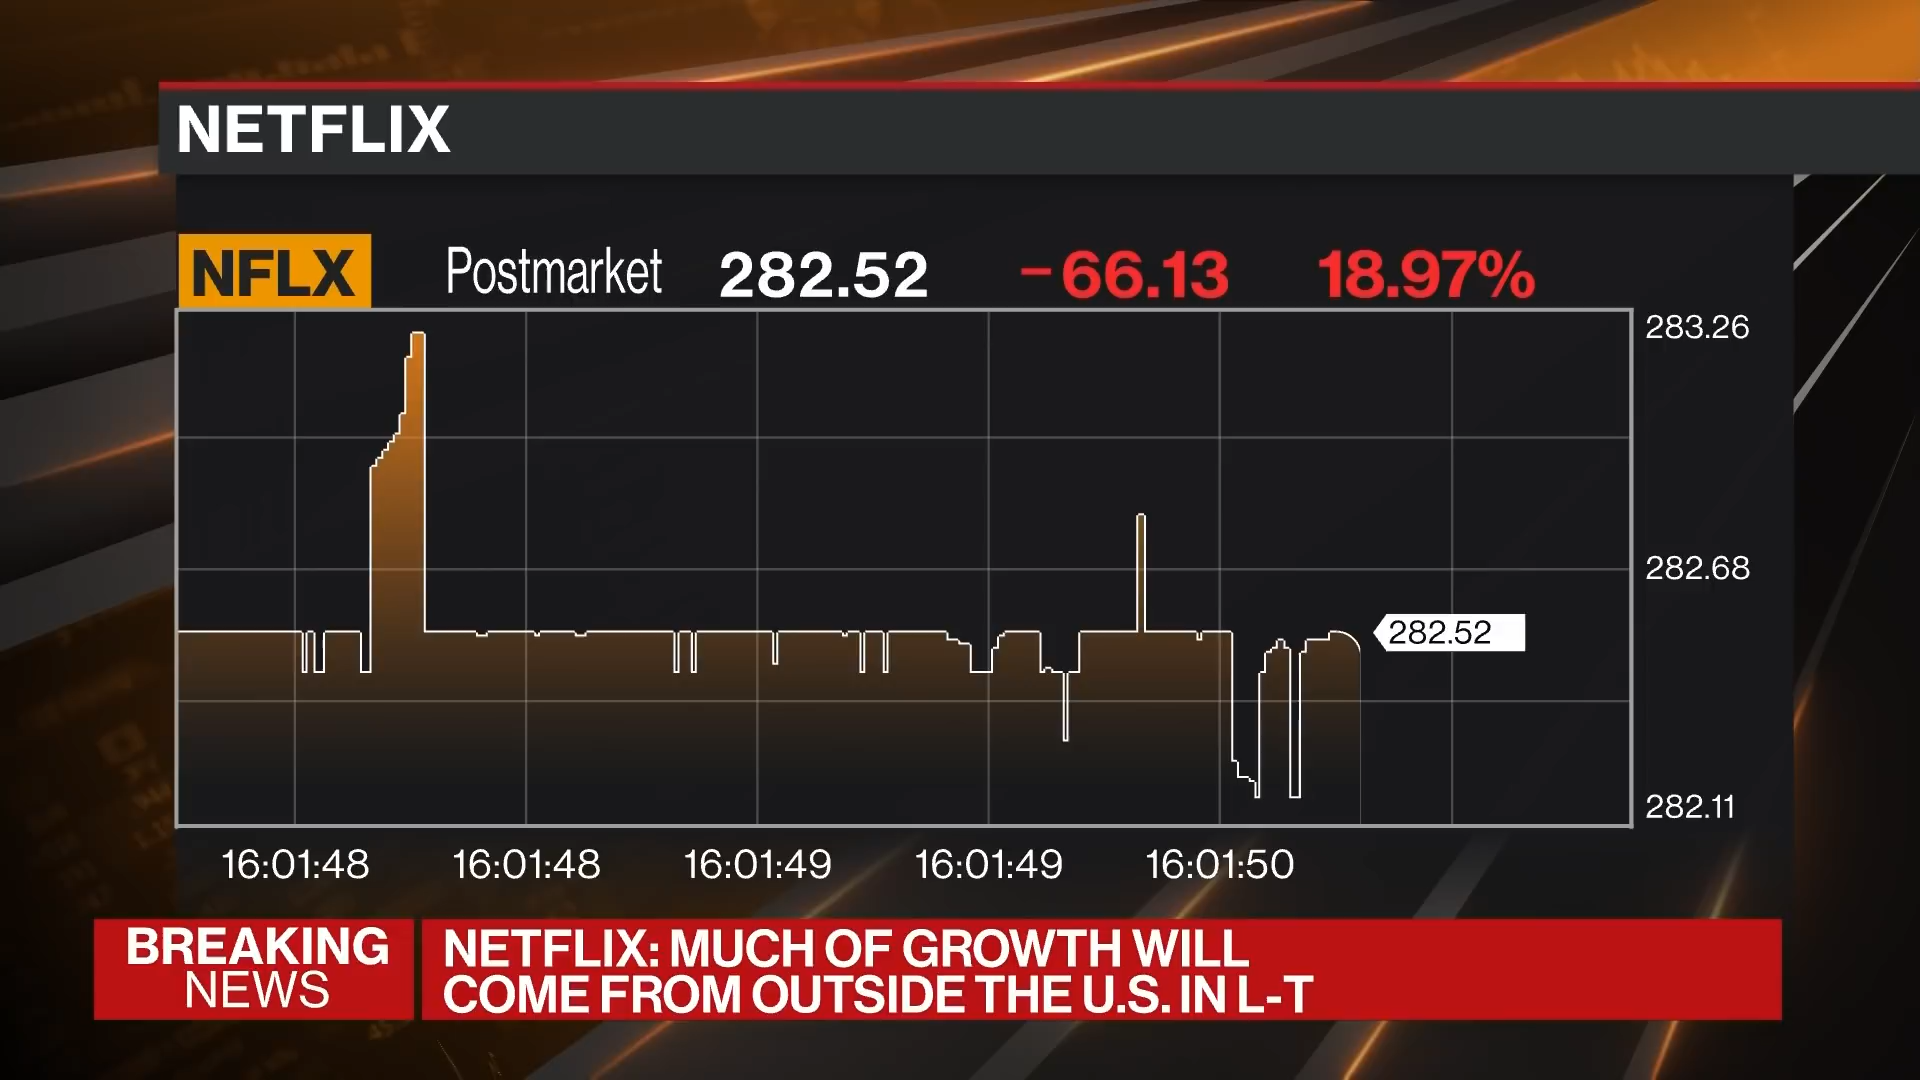 NETFLIX
NFLX Postmarket 282.52 −66.13 18.97%
283.26
282.68
282.52
282.11
16:01:48 16:01:48 16:01:49 16:01:49 16:01:50
BREAKING
NEWS
NETFLIX: MUCH OF GROWTH WILL
COME FROM OUTSIDE THE U.S. IN L-T